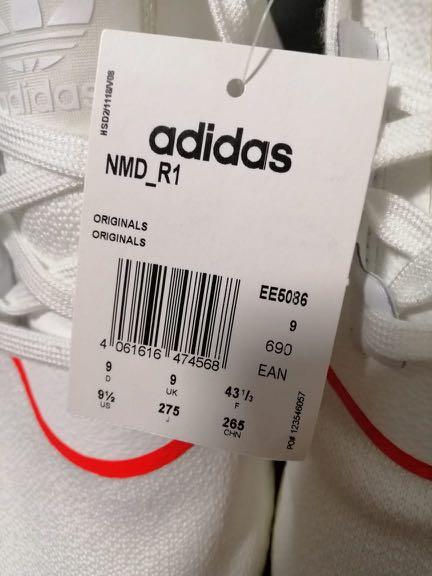 adidas
HSD2/1118/V08
adidas
NMD_R1
ORIGINALS
ORIGINALS
EE5086
9
690
EAN
4 061616 474568
9 9 43⅓
D UK F
9½ 275 265
US J CHN
PO# 123546057